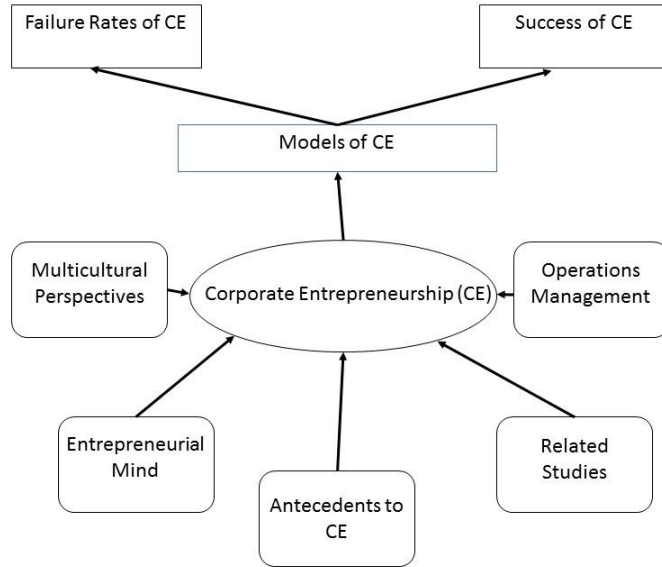 Failure Rates of CE
Success of CE
Models of CE
Multicultural
Perspectives
Corporate Entrepreneurship (CE)
Operations
Management
Entrepreneurial
Mind
Antecedents to
CE
Related
Studies